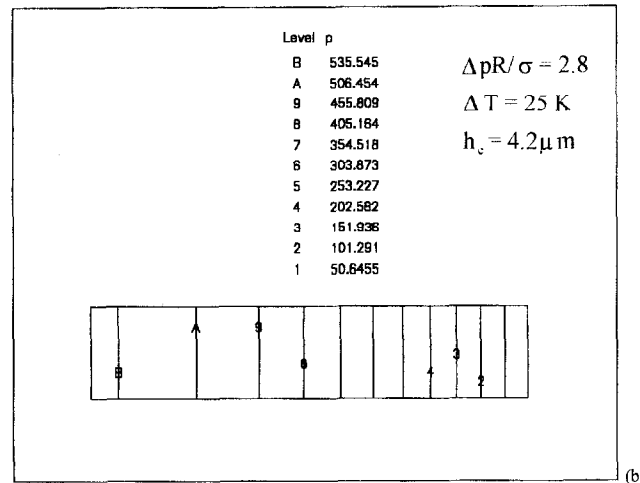 Level p
B 535.545
A 506.454
9 455.809
8 405.164
7 354.518
6 303.873
5 253.227
4 202.582
3 151.936
2 101.291
1 50.6455
ΔpR/σ = 2.8
ΔT = 25 K
h_c = 4.2μm
B
A
9
8
4
3
2
(b